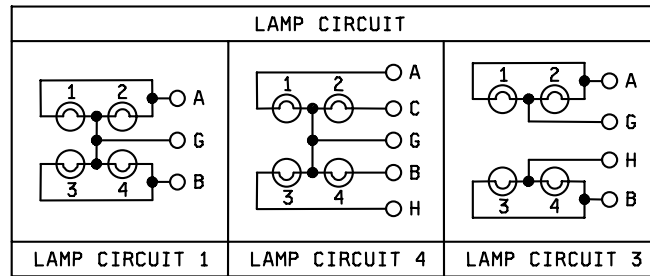 LAMP CIRCUIT
1 2 A
G
3 4 B
1 2 A
C
G
B
3 4 H
1 2 A
G
H
3 4 B
LAMP CIRCUIT 1 LAMP CIRCUIT 4 LAMP CIRCUIT 3